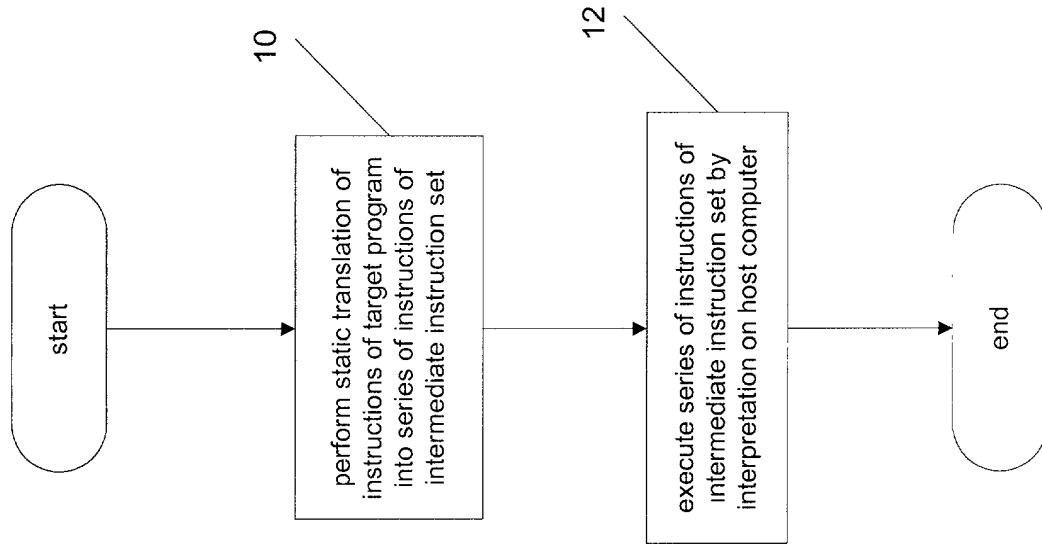 start
10
perform static translation of
instructions of target program
into series of instructions of
intermediate instruction set
12
execute series of instructions of
intermediate instruction set by
interpretation on host computer
end